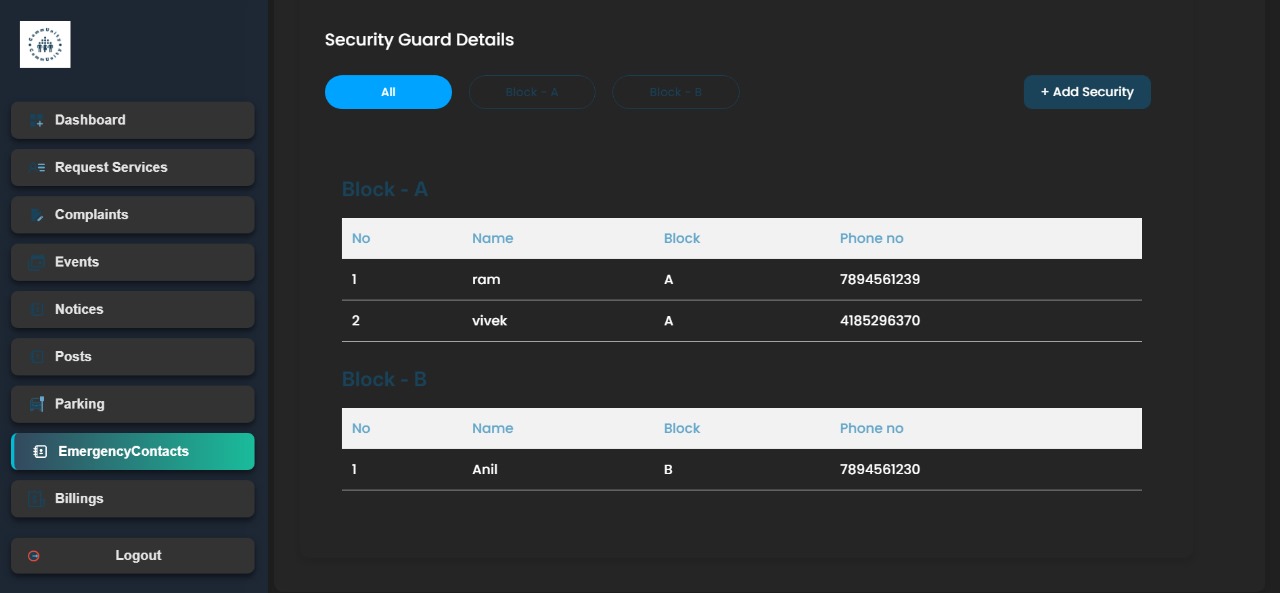 Community
Community
Dashboard
Request Services
Complaints
Events
Notices
Posts
Parking
EmergencyContacts
Billings
Logout
Security Guard Details
All Block - A Block - B + Add Security
Block - A
No Name Block Phone no
1 ram A 7894561239
2 vivek A 4185296370
Block - B
No Name Block Phone no
1 Anil B 7894561230